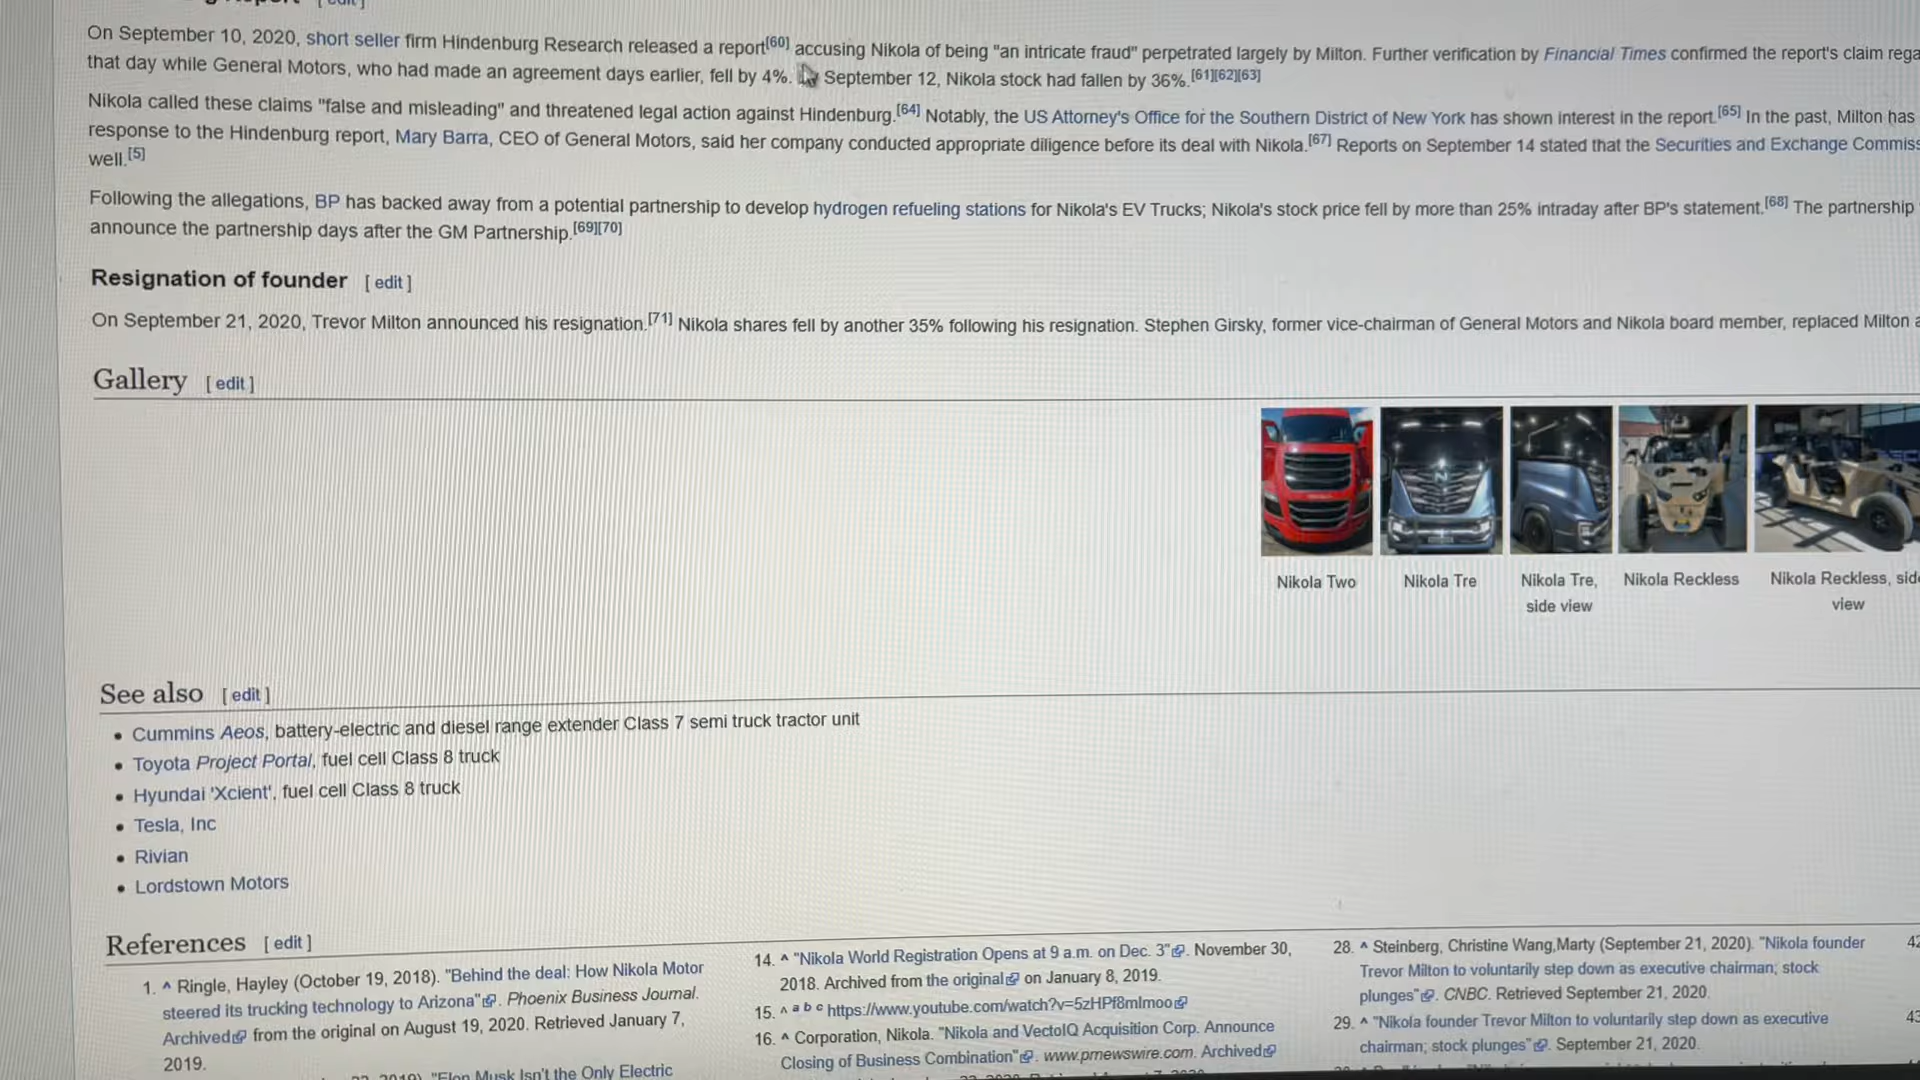 [ edit ]
On September 10, 2020, short seller firm Hindenburg Research released a report[60] accusing Nikola of being "an intricate fraud" perpetrated largely by Milton. Further verification by Financial Times confirmed the report's claim
that day while General Motors, who had made an agreement days earlier, fell by 4%. September 12, Nikola stock had fallen by 36%.[61][62][63]
Nikola called these claims "false and misleading" and threatened legal action against Hindenburg.[64] Notably, the US Attorney's Office for the Southern District of New York has shown interest in the report.[65] In the past, Milton has
response to the Hindenburg report, Mary Barra, CEO of General Motors, said her company conducted appropriate diligence before its deal with Nikola.[67] Reports on September 14 stated that the Securities and Exchange
well.[5]
Following the allegations, BP has backed away from a potential partnership to develop hydrogen refueling stations for Nikola's EV Trucks; Nikola's stock price fell by more than 25% intraday after BP's statement.[68] The partnership
announce the partnership days after the GM Partnership.[69][70]
Resignation of founder [ edit ]
On September 21, 2020, Trevor Milton announced his resignation.[71] Nikola shares fell by another 35% following his resignation. Stephen Girsky, former vice-chairman of General Motors and Nikola board member, replaced Milton
Gallery [ edit ]
Nikola Two
Nikola Tre
Nikola Tre,
side view
Nikola Reckless
Nikola Reckless,
view
See also [ edit ]
• Cummins Aeos, battery-electric and diesel range extender Class 7 semi truck tractor unit
• Toyota Project Portal, fuel cell Class 8 truck
• Hyundai 'Xcient', fuel cell Class 8 truck
• Tesla, Inc
• Rivian
• Lordstown Motors
References [ edit ]
1. ^ Ringle, Hayley (October 19, 2018). "Behind the deal: How Nikola Motor
steered its trucking technology to Arizona". Phoenix Business Journal.
Archived from the original on August 19, 2020. Retrieved January 7,
2019.
"Elon Musk Isn't the Only Electric
14. ^ "Nikola World Registration Opens at 9 a.m. on Dec. 3". November 30,
2018. Archived from the original on January 8, 2019.
15. ^ a b c https://www.youtube.com/watch?v=5zHPf8mlmoo
16. ^ Corporation, Nikola. "Nikola and VectoIQ Acquisition Corp. Announce
Closing of Business Combination". www.prnewswire.com. Archived
28. ^ Steinberg, Christine Wang,Marty (September 21, 2020). "Nikola founder
Trevor Milton to voluntarily step down as executive chairman; stock
plunges". CNBC. Retrieved September 21, 2020.
29. ^ "Nikola founder Trevor Milton to voluntarily step down as executive
chairman; stock plunges". September 21, 2020.